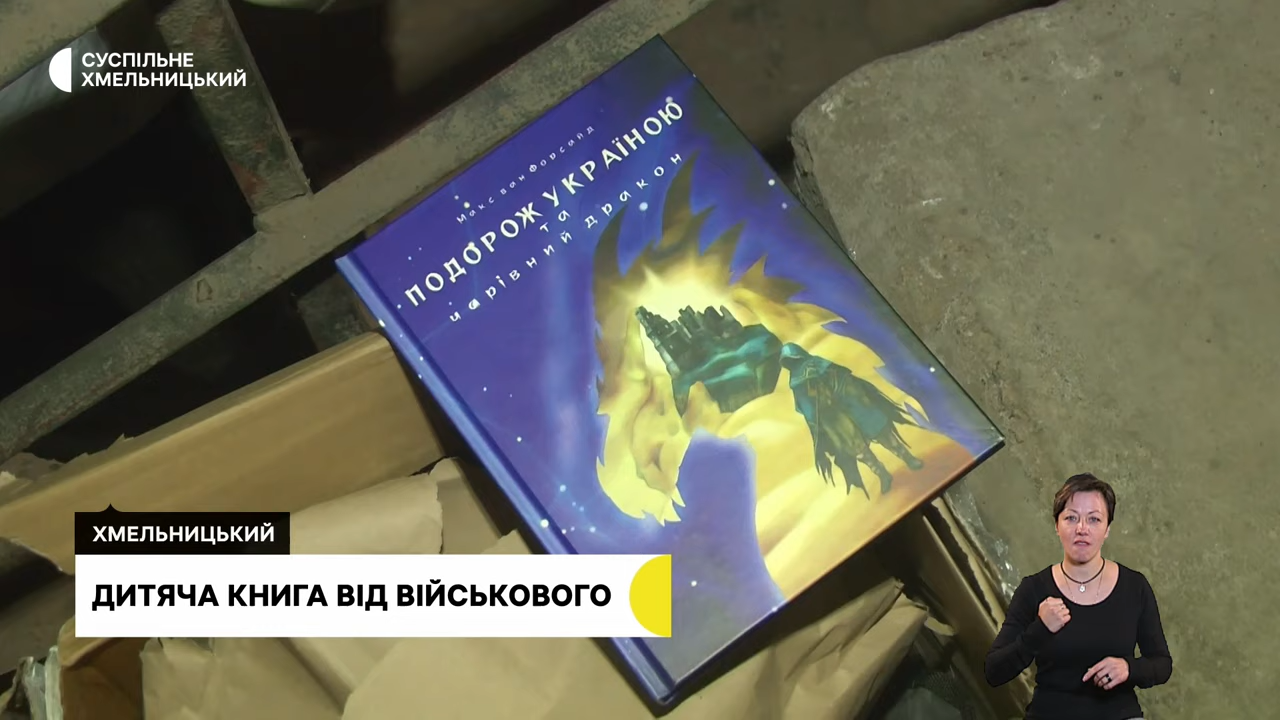 СУСПІЛЬНЕ
ХМЕЛЬНИЦЬКИЙ
Макс ван Форсайд
ПОДОРОЖ УКРАЇНОЮ
та
чарівний дракон
ХМЕЛЬНИЦЬКИЙ
ДИТЯЧА КНИГА ВІД ВІЙСЬКОВОГО